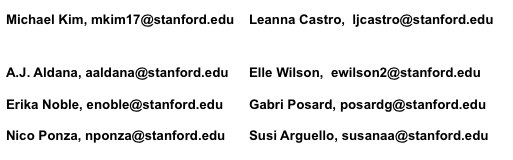 Michael Kim, mkim17@stanford.edu Leanna Castro, ljcastro@stanford.edu
A.J. Aldana, aaldana@stanford.edu Elle Wilson, ewilson2@stanford.edu
Erika Noble, enoble@stanford.edu Gabri Posard, posardg@stanford.edu
Nico Ponza, nponza@stanford.edu Susi Arguello, susanaa@stanford.edu